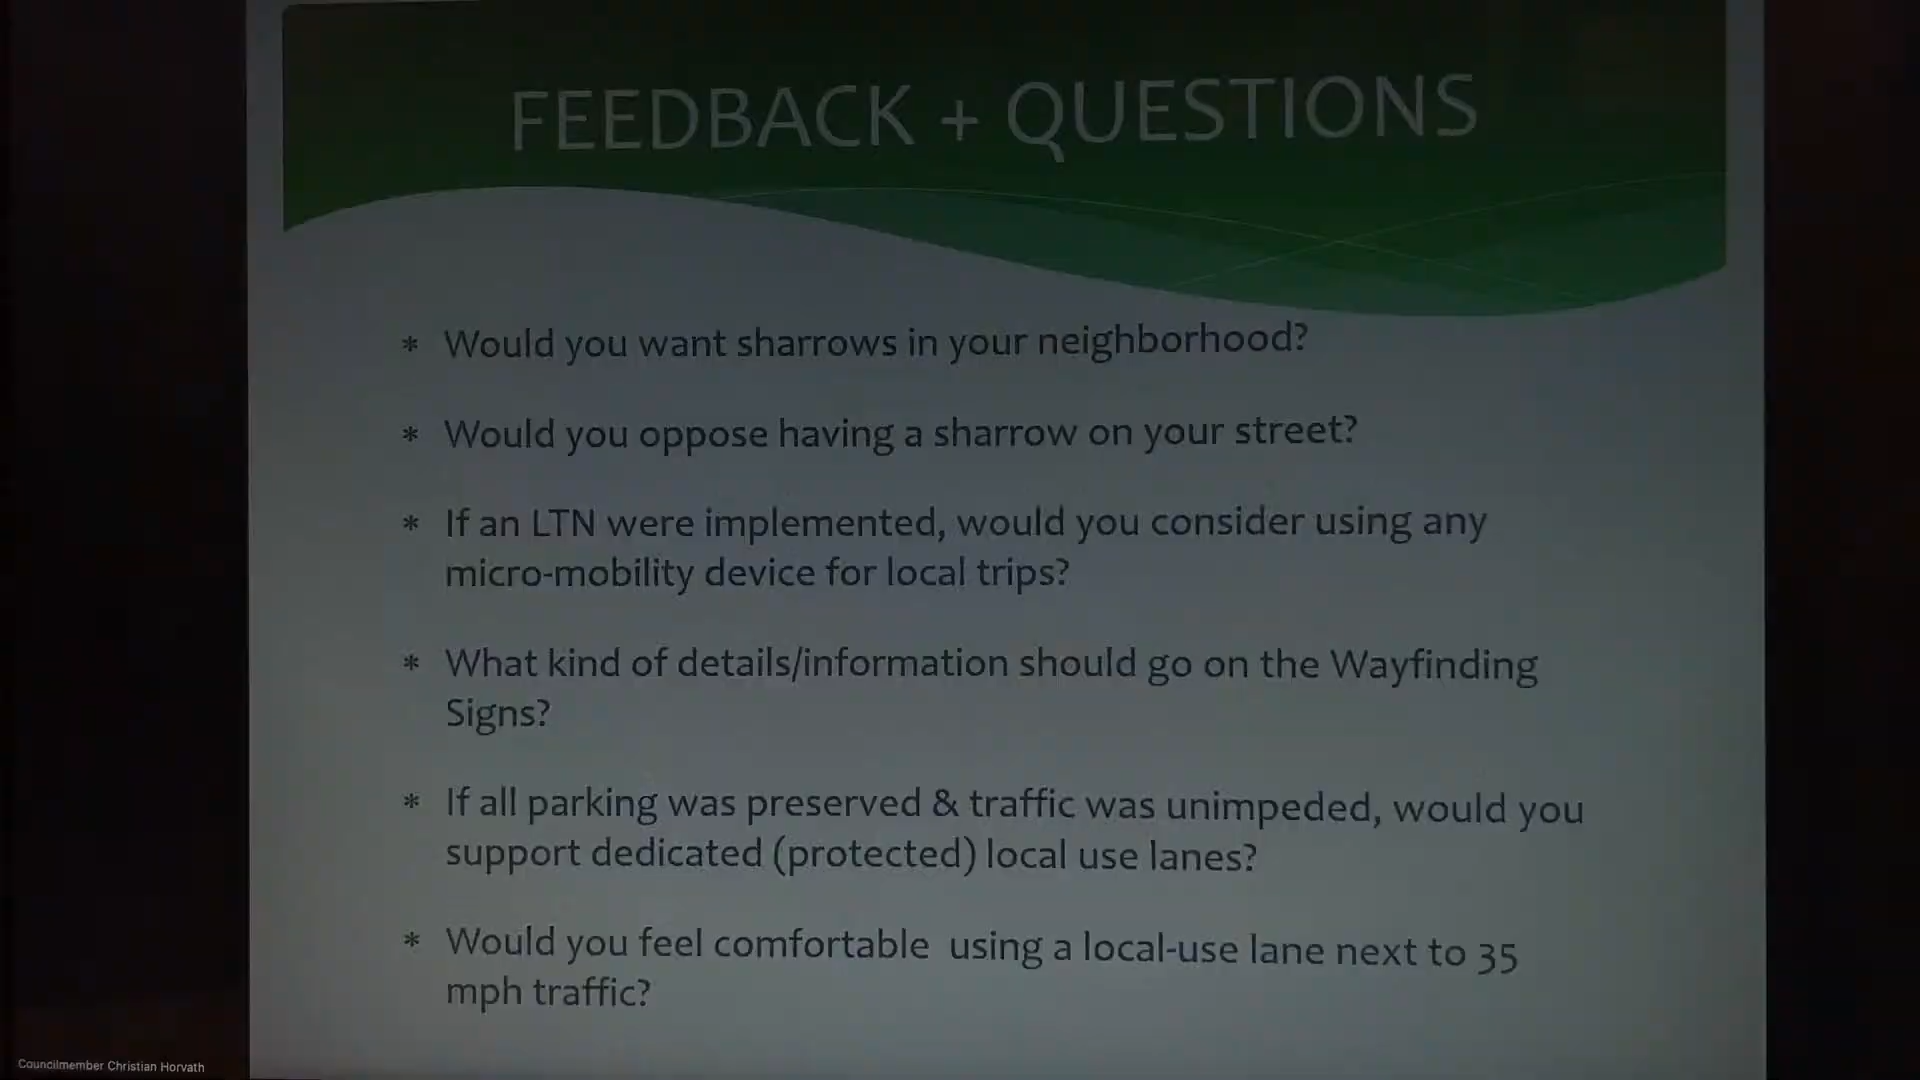 FEEDBACK + QUESTIONS
* Would you want sharrows in your neighborhood?
* Would you oppose having a sharrow on your street?
* If an LTN were implemented, would you consider using any
micro-mobility device for local trips?
* What kind of details/information should go on the Wayfinding
Signs?
* If all parking was preserved & traffic was unimpeded, would you
support dedicated (protected) local use lanes?
* Would you feel comfortable using a local-use lane next to 35
mph traffic?
Councilmember Christian Horvath